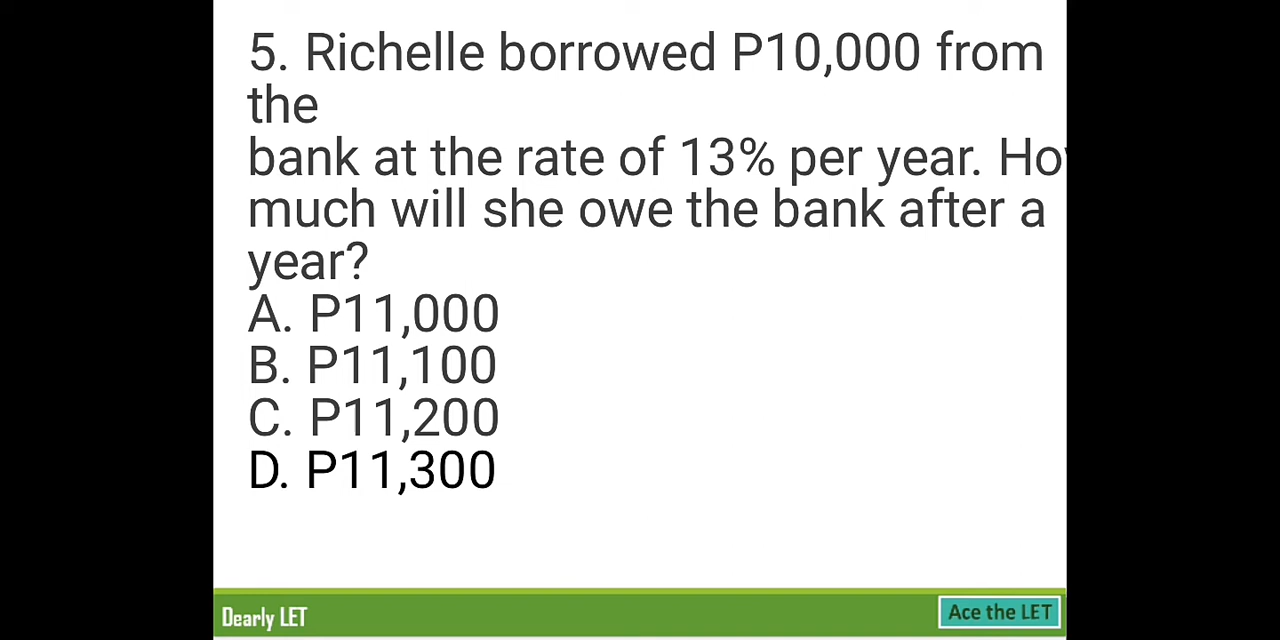 5. Richelle borrowed P10,000 from
the
bank at the rate of 13% per year. Ho
much will she owe the bank after a
year?
A. P11,000
B. P11,100
C. P11,200
D. P11,300
Dearly LET
Ace the LET